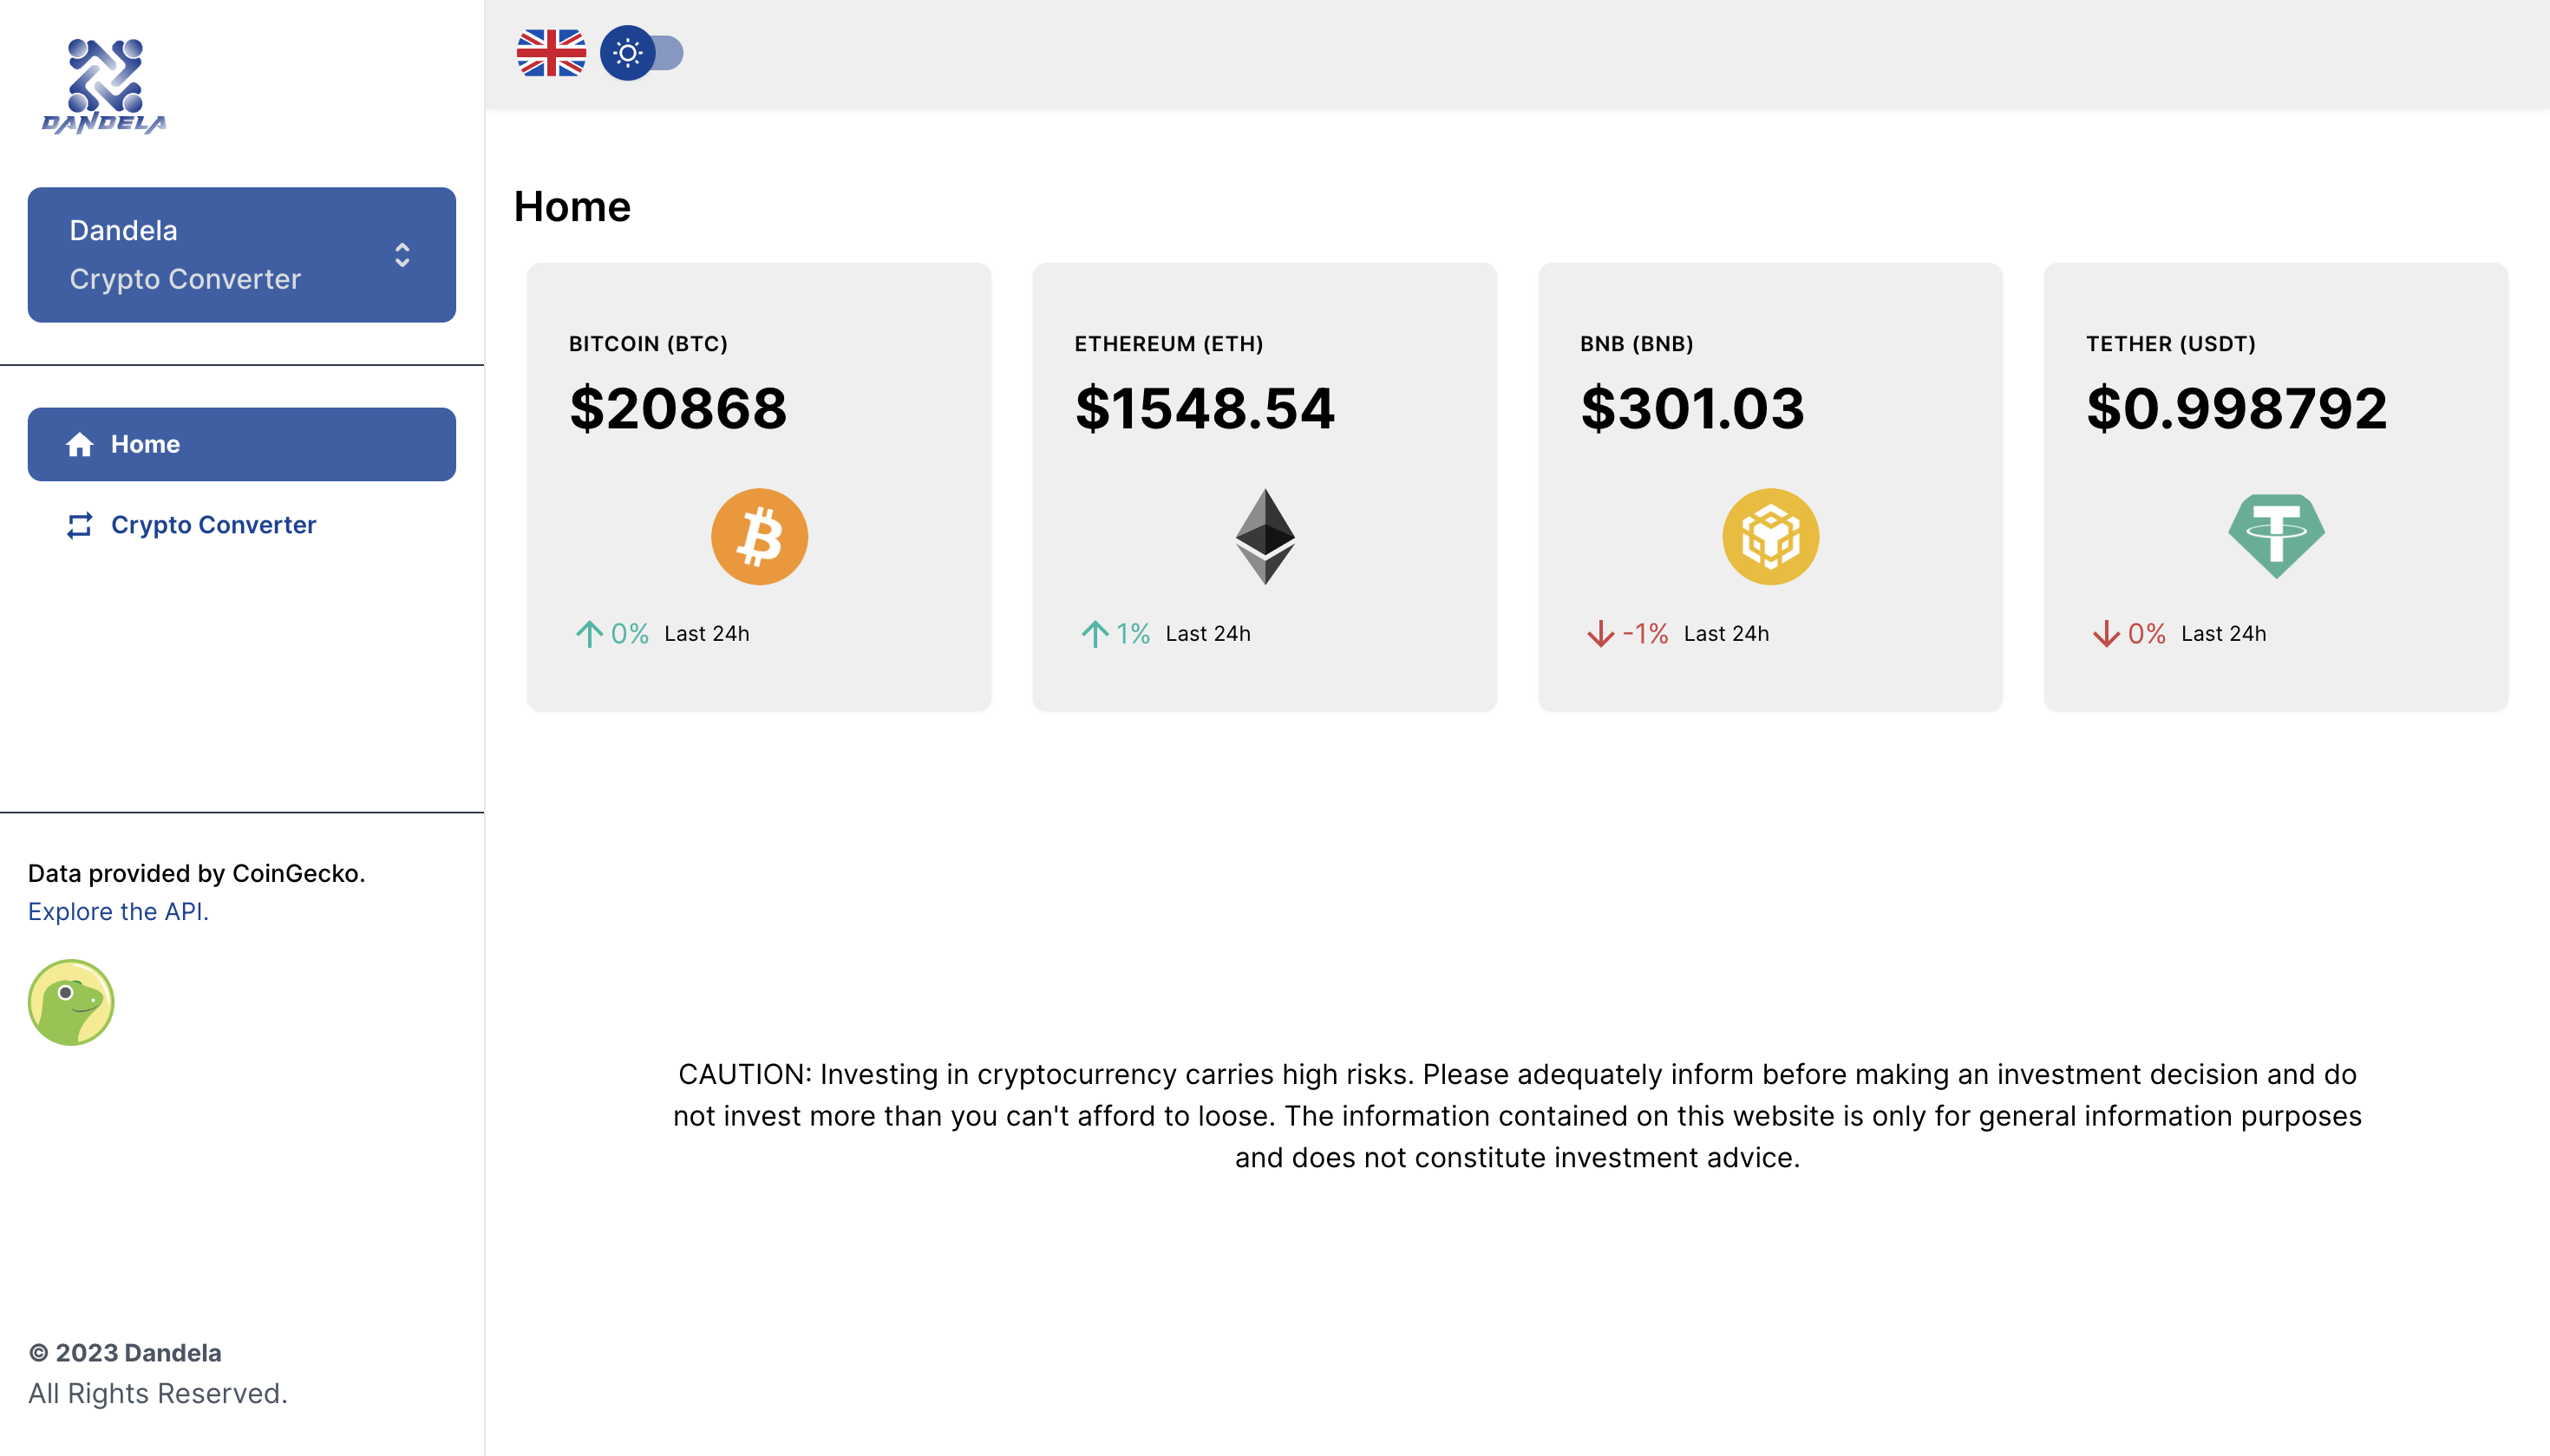 DANDELA
Dandela
Crypto Converter
Home
Crypto Converter
Data provided by CoinGecko.
Explore the API.
© 2023 Dandela
All Rights Reserved.
Home
BITCOIN (BTC)
$20868
0% Last 24h
ETHEREUM (ETH)
$1548.54
1% Last 24h
BNB (BNB)
$301.03
-1% Last 24h
TETHER (USDT)
$0.998792
0% Last 24h
CAUTION: Investing in cryptocurrency carries high risks. Please adequately inform before making an investment decision and do
not invest more than you can't afford to loose. The information contained on this website is only for general information purposes
and does not constitute investment advice.